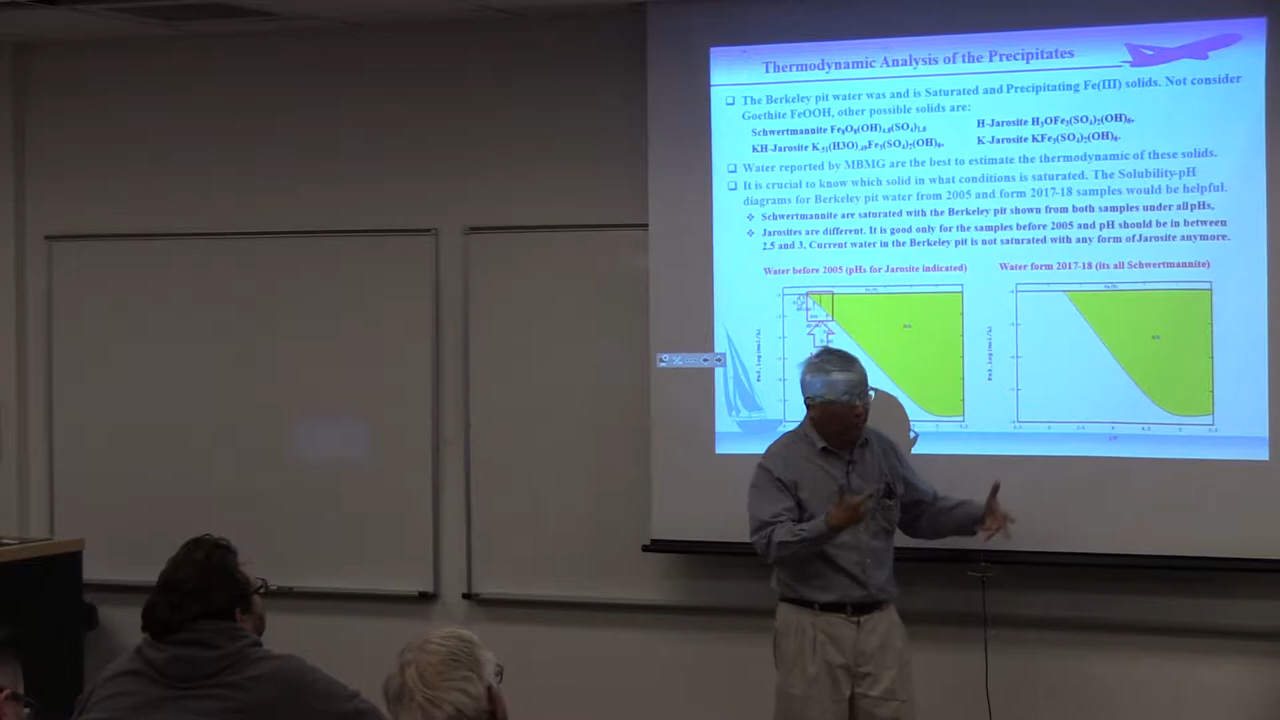 Thermodynamic Analysis of the Precipitates
The Berkeley pit water was and is Saturated and Precipitating Fe(III) solids. Not consider
Goethite FeOOH, other possible solids are:
Schwertmannite Fe8O8(OH)4.8(SO4)1.6
H-Jarosite H3OFe3(SO4)2(OH)6,
KH-Jarosite K.51(H3O).49Fe3(SO4)2(OH)6,
K-Jarosite KFe3(SO4)2(OH)6.
Water reported by MBMG are the best to estimate the thermodynamic of these solids.
It is crucial to know which solid in what conditions is saturated. The Solubility-pH
diagrams for Berkeley pit water from 2005 and form 2017-18 samples would be helpful.
Schwertmannite are saturated with the Berkeley pit shown from both samples under all pHs,
Jarosites are different. It is good only for the samples before 2005 and pH should be in between
2.5 and 3, Current water in the Berkeley pit is not saturated with any form of Jarosite anymore.
Water before 2005 (pHs for Jarosite indicated)
Water form 2017-18 (its all Schwertmannite)